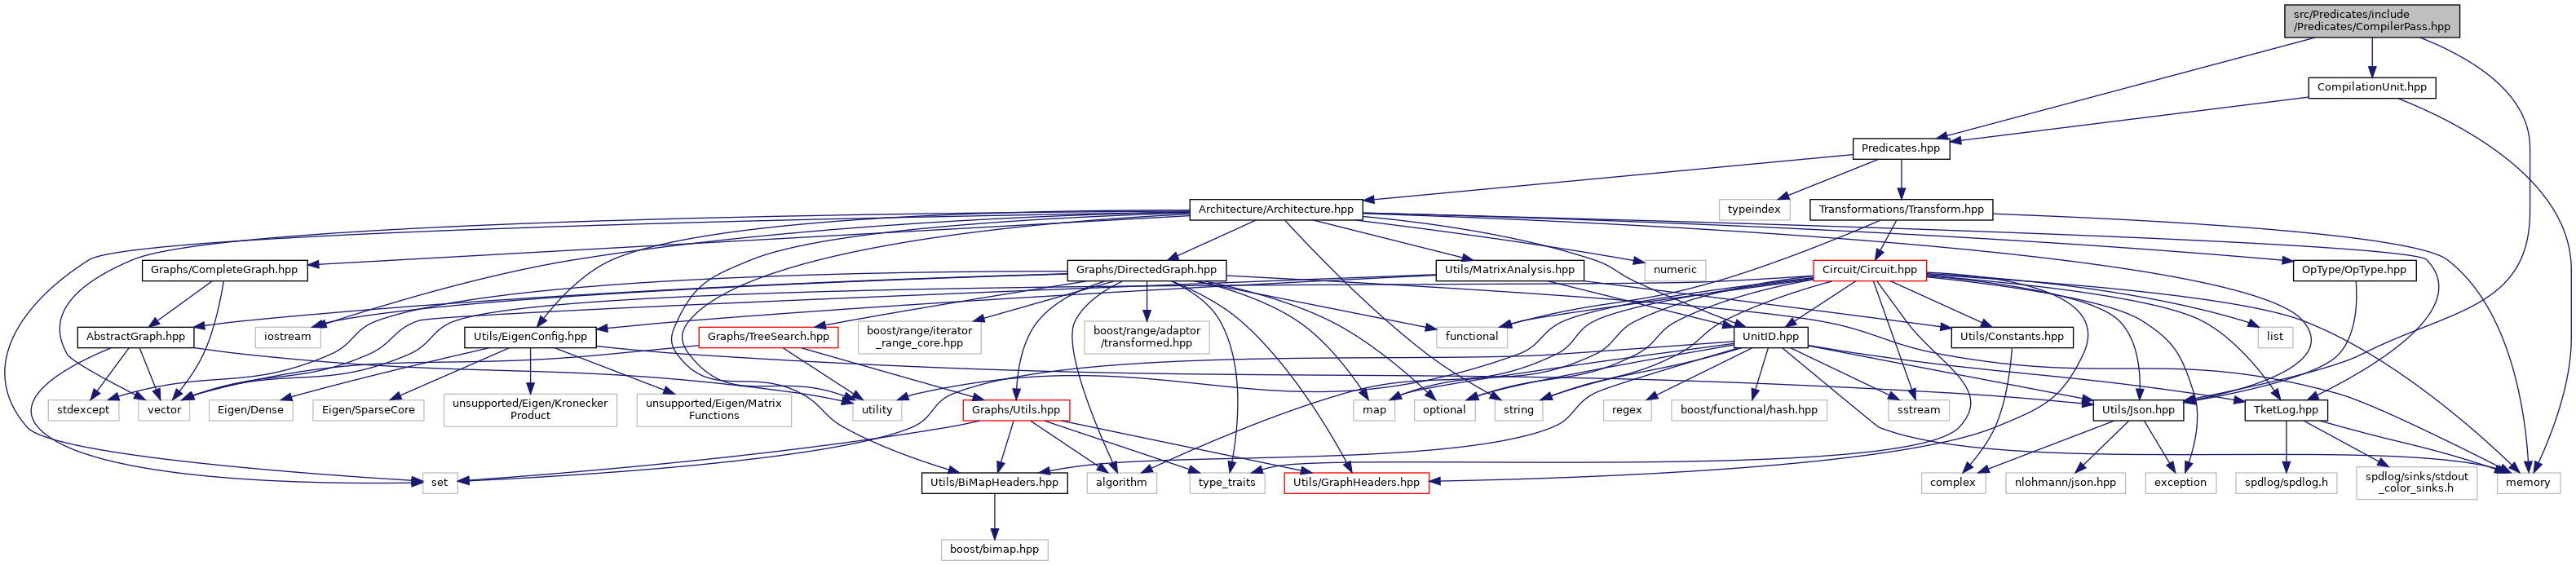 src/Predicates/include
/Predicates/CompilerPass.hpp
CompilationUnit.hpp
Predicates.hpp
Architecture/Architecture.hpp
typeindex
Transformations/Transform.hpp
Graphs/CompleteGraph.hpp
Graphs/DirectedGraph.hpp
Utils/MatrixAnalysis.hpp
numeric
Circuit/Circuit.hpp
OpType/OpType.hpp
AbstractGraph.hpp
iostream
Utils/EigenConfig.hpp
Graphs/TreeSearch.hpp
boost/range/iterator
_range_core.hpp
boost/range/adaptor
/transformed.hpp
functional
UnitID.hpp
Utils/Constants.hpp
list
stdexcept
vector
Eigen/Dense
Eigen/SparseCore
unsupported/Eigen/Kronecker
Product
unsupported/Eigen/Matrix
Functions
utility
Graphs/Utils.hpp
map
optional
string
regex
boost/functional/hash.hpp
sstream
Utils/Json.hpp
TketLog.hpp
set
Utils/BiMapHeaders.hpp
algorithm
type_traits
Utils/GraphHeaders.hpp
complex
nlohmann/json.hpp
exception
spdlog/spdlog.h
spdlog/sinks/stdout
_color_sinks.h
memory
boost/bimap.hpp